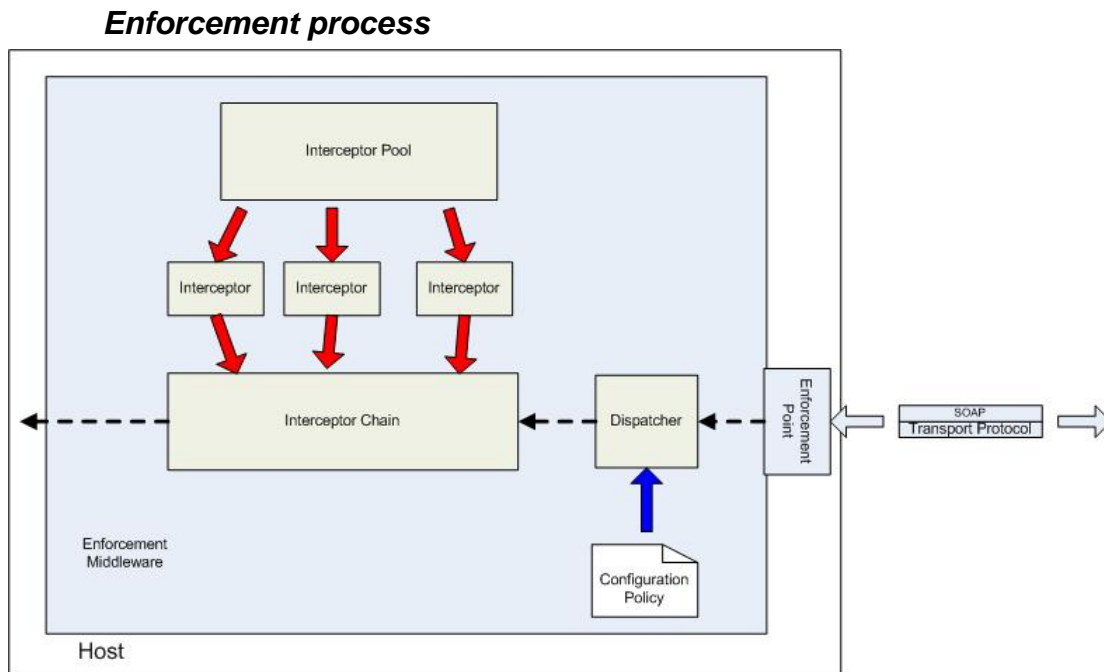 Enforcement process
Interceptor Pool
Interceptor
Interceptor
Interceptor
Interceptor Chain
Dispatcher
Enforcement
Point
SOAP
Transport Protocol
Enforcement
Middleware
Configuration
Policy
Host